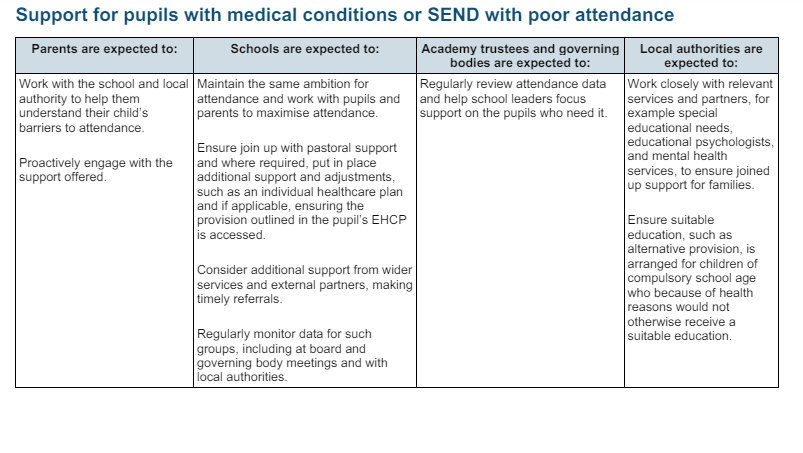 Support for pupils with medical conditions or SEND with poor attendance
Parents are expected to:
Schools are expected to:
Academy trustees and governing
bodies are expected to:
Local authorities are
expected to:
Work with the school and local
authority to help them
understand their child's
barriers to attendance.
Proactively engage with the
support offered.
Maintain the same ambition for
attendance and work with pupils and
parents to maximise attendance.
Ensure join up with pastoral support
and where required, put in place
additional support and adjustments,
such as an individual healthcare plan
and if applicable, ensuring the
provision outlined in the pupil's EHCP
is accessed.
Consider additional support from wider
services and external partners, making
timely referrals.
Regularly monitor data for such
groups, including at board and
governing body meetings and with
local authorities.
Regularly review attendance data
and help school leaders focus
support on the pupils who need it.
Work closely with relevant
services and partners, for
example special
educational needs,
educational psychologists,
and mental health
services, to ensure joined
up support for families.
Ensure suitable
education, such as
alternative provision, is
arranged for children of
compulsory school age
who because of health
reasons would not
otherwise receive a
suitable education.